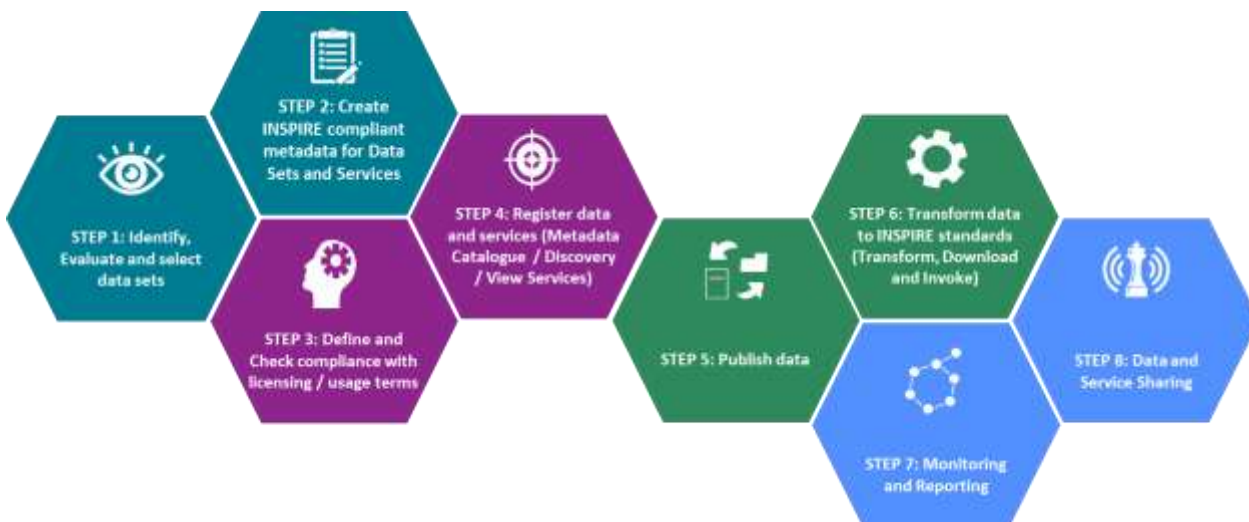 STEP 1: Identify,
Evaluate and select
data sets
STEP 2: Create
INSPIRE compliant
metadata for Data
Sets and Services
STEP 3: Define and
Check compliance with
licensing / usage terms
STEP 4: Register data
and services (Metadata
Catalogue / Discovery
/ View Services)
STEP 5: Publish data
STEP 6: Transform data
to INSPIRE standards
(Transform, Download
and Invoke)
STEP 7: Monitoring
and Reporting
STEP 8: Data and
Service Sharing